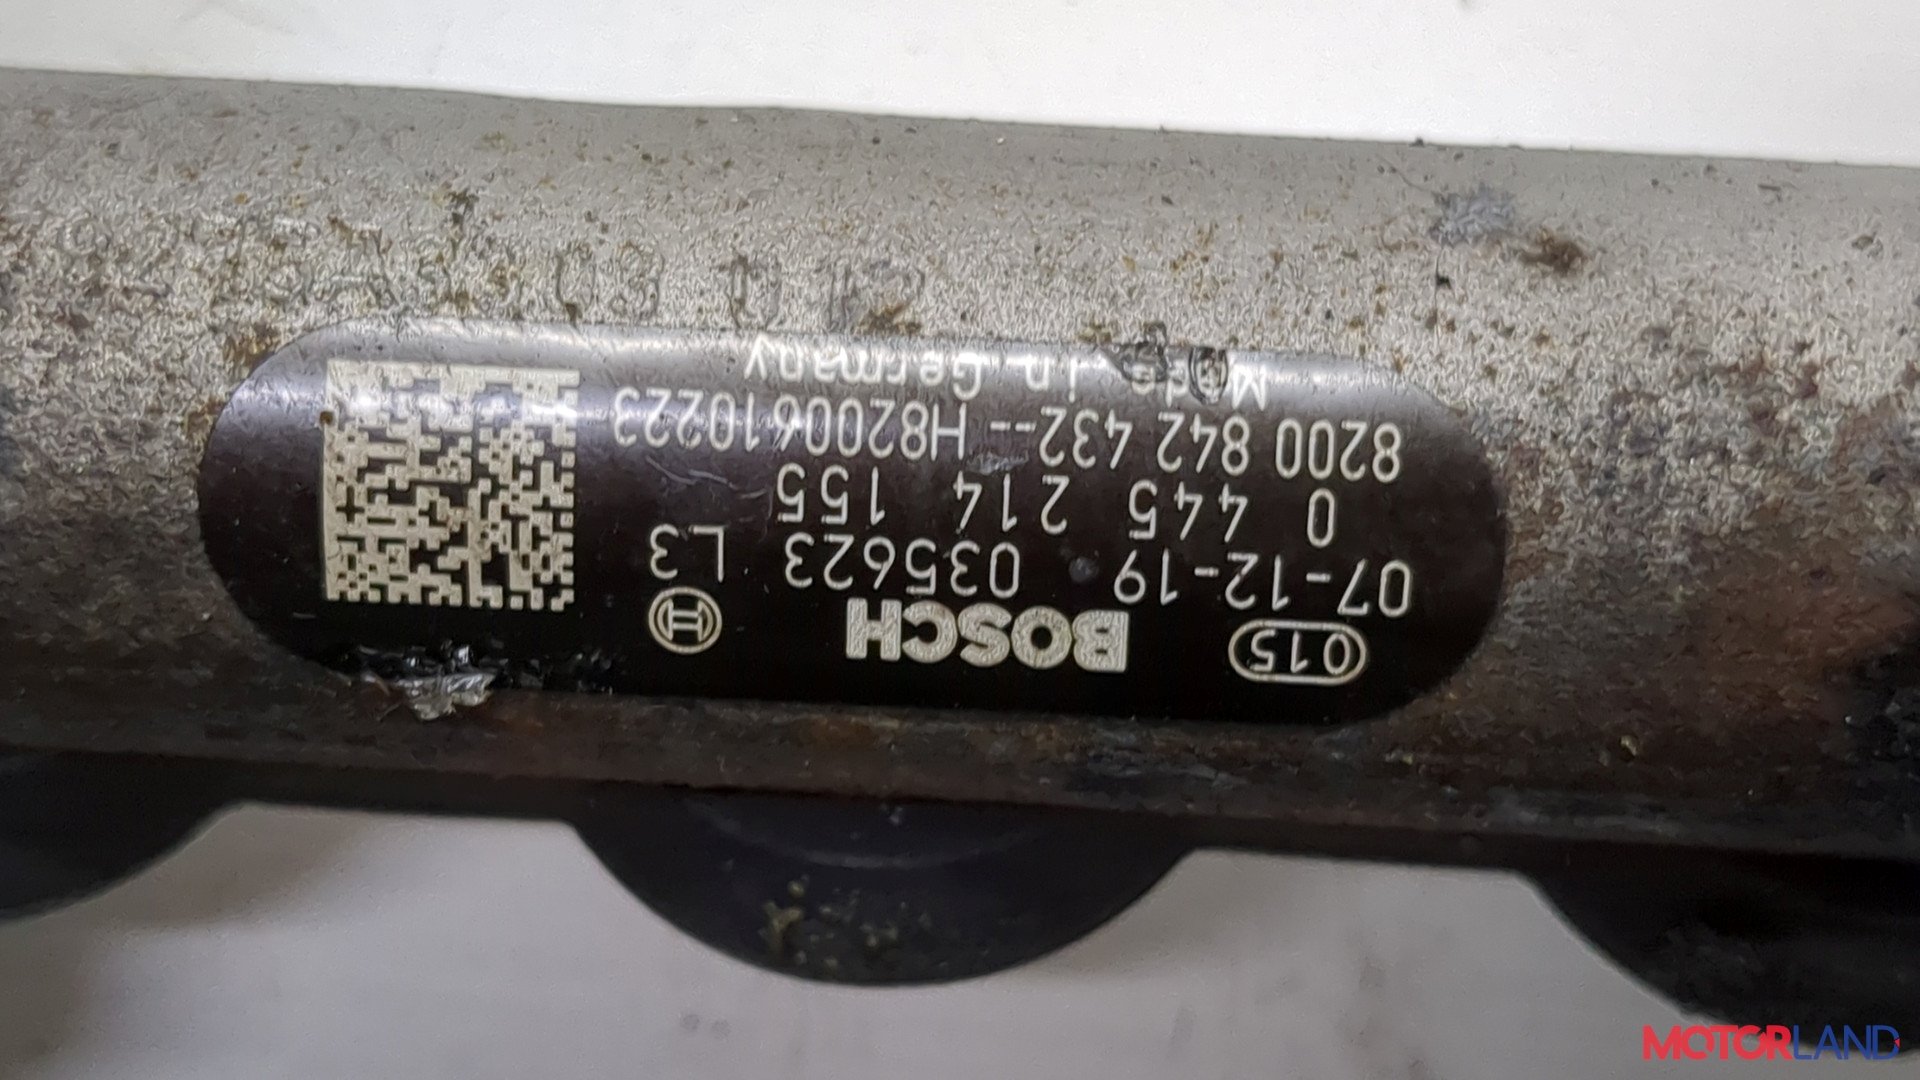 015 BOSCH
07-12-19 035623 L3
0 445 214 155
8200 842 432-- H8200610223
Made in Germany
MOTORLAND